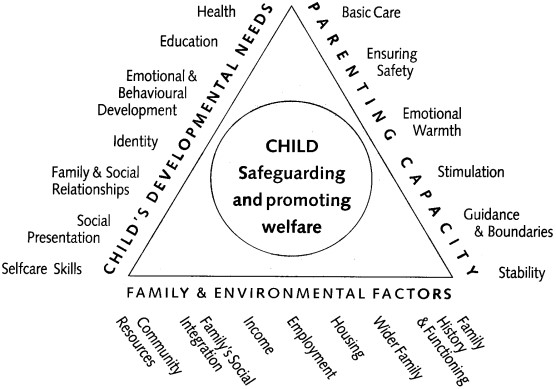 Health
Education
Emotional &
Behavioural
Development
Identity
Family & Social
Relationships
Social
Presentation
Selfcare Skills
CHILD'S DEVELOPMENTAL NEEDS
PARENTING CAPACITY
Basic Care
Ensuring
Safety
Emotional
Warmth
Stimulation
Guidance
& Boundaries
Stability
CHILD
Safeguarding
and promoting
welfare
FAMILY & ENVIRONMENTAL FACTORS
Community
Resources
Family's Social
Integration
Income
Employment
Housing
Wider Family
Family
History
& Functioning